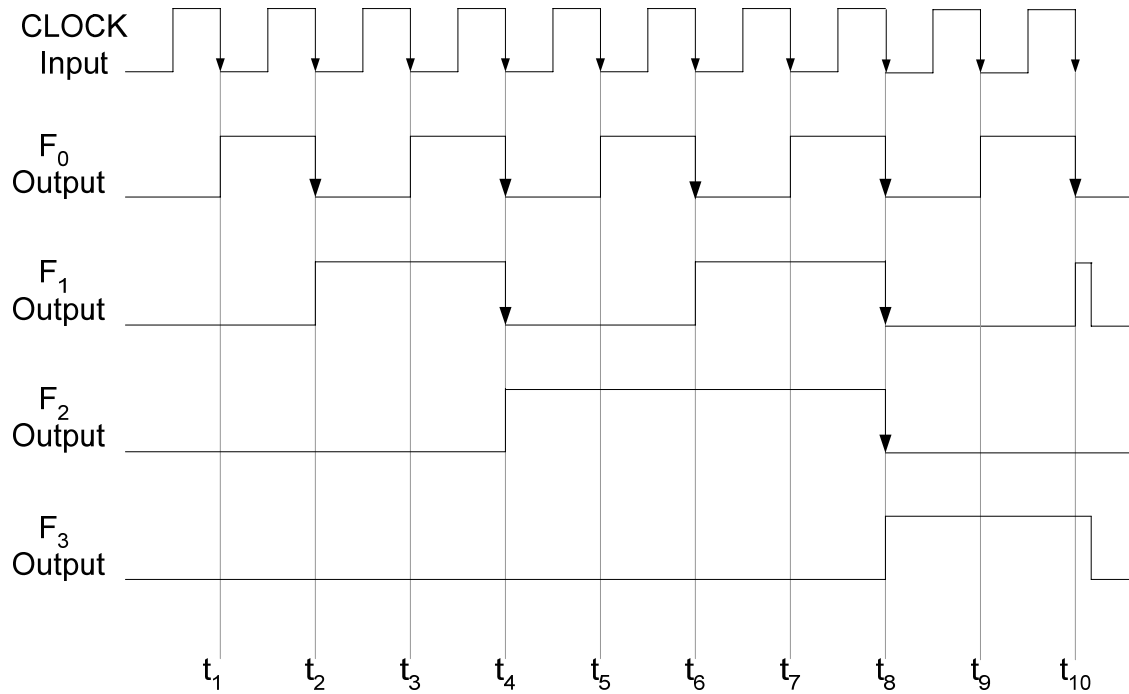 CLOCK
Input
F₀
Output
F₁
Output
F₂
Output
F₃
Output
t₁ t₂ t₃ t₄ t₅ t₆ t₇ t₈ t₉ t₁₀